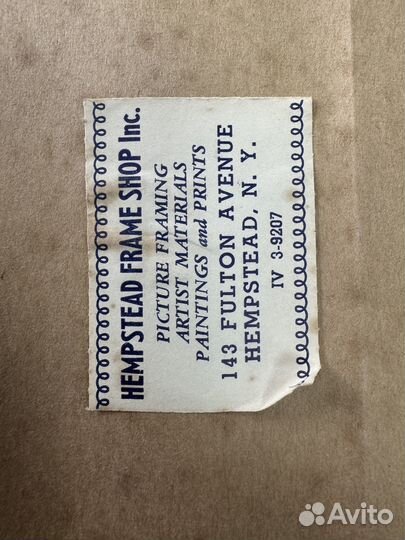 HEMPSTEAD FRAME SHOP Inc.
PICTURE FRAMING
ARTIST MATERIALS
PAINTINGS and PRINTS
143 FULTON AVENUE
HEMPSTEAD, N. Y.
IV 3-9207
Avito